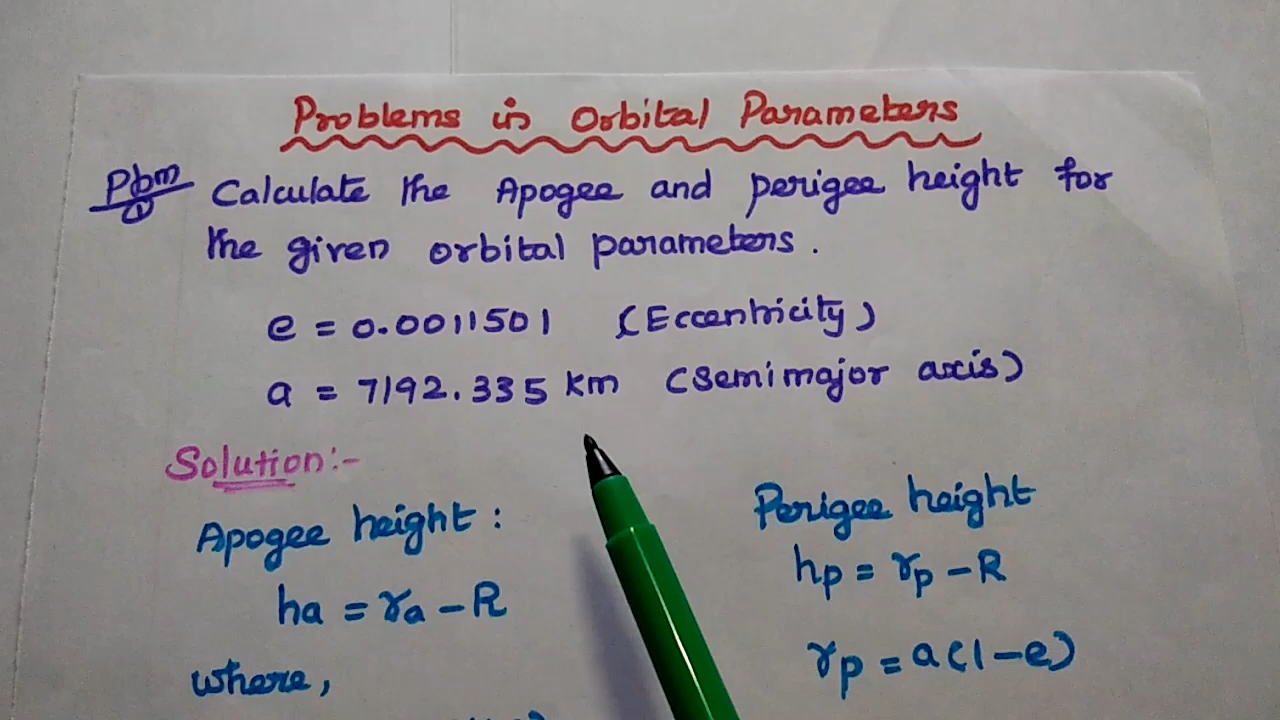 Problems in Orbital Parameters
Pbm ① Calculate the Apogee and perigee height for
the given orbital parameters.
e = 0.0011501 (Eccentricity)
a = 7192.335 km (Semimajor axis)
Solution:-
Apogee height:
ha = ra - R
where,
Perigee height
hp = rp - R
rp = a(1-e)